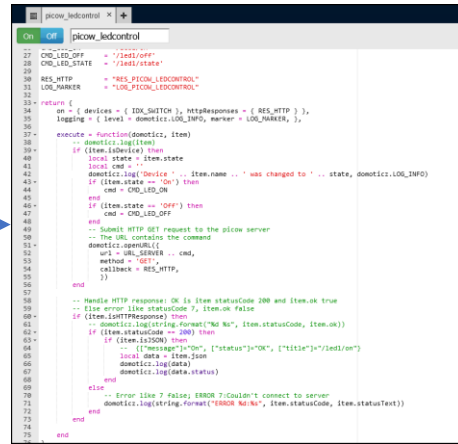 picow_ledcontrol × +
On Off picow_ledcontrol
27 CMD_LED_OFF = '/led1/off'
28 CMD_LED_STATE = '/led1/state'
29
30 RES_HTTP = "RES_PICOW_LEDCONTROL"
31 LOG_MARKER = "LOG_PICOW_LEDCONTROL"
32
33 return {
34 on = { devices = { IDX_SWITCH }, httpResponses = { RES_HTTP } },
35 logging = { level = domoticz.LOG_INFO, marker = LOG_MARKER, },
36
37 execute = function(domoticz, item)
38 -- domoticz.log(item)
39 if (item.isDevice) then
40 local state = item.state
41 local cmd = ''
42 domoticz.log('Device ' .. item.name .. ' was changed to ' .. state, domoticz.LOG_INFO)
43 if (item.state == 'On') then
44 cmd = CMD_LED_ON
45 end
46 if (item.state == 'Off') then
47 cmd = CMD_LED_OFF
48 end
49 -- Submit HTTP GET request to the picow server
50 -- The URL contains the command
51 domoticz.openURL({
52 url = URL_SERVER .. cmd,
53 method = 'GET',
54 callback = RES_HTTP,
55 })
56 end
57
58 -- Handle HTTP response: OK is item statusCode 200 and item.ok true
59 -- Else error like statusCode 7, item.ok false
60 if (item.isHTTPResponse) then
61 -- domoticz.log(string.format("%d %s", item.statusCode, item.ok))
62 if (item.statusCode == 200) then
63 if (item.isJSON) then
64 -- {["message"]="On", ["status"]="OK", ["title"]="/led1/on"}
65 local data = item.json
66 domoticz.log(data)
67 domoticz.log(data.status)
68 end
69 else
70 -- Error like 7 false; ERROR 7:Couldn't connect to server
71 domoticz.log(string.format("ERROR %d:%s", item.statusCode, item.statusText))
72 end
73 end
74
75 end